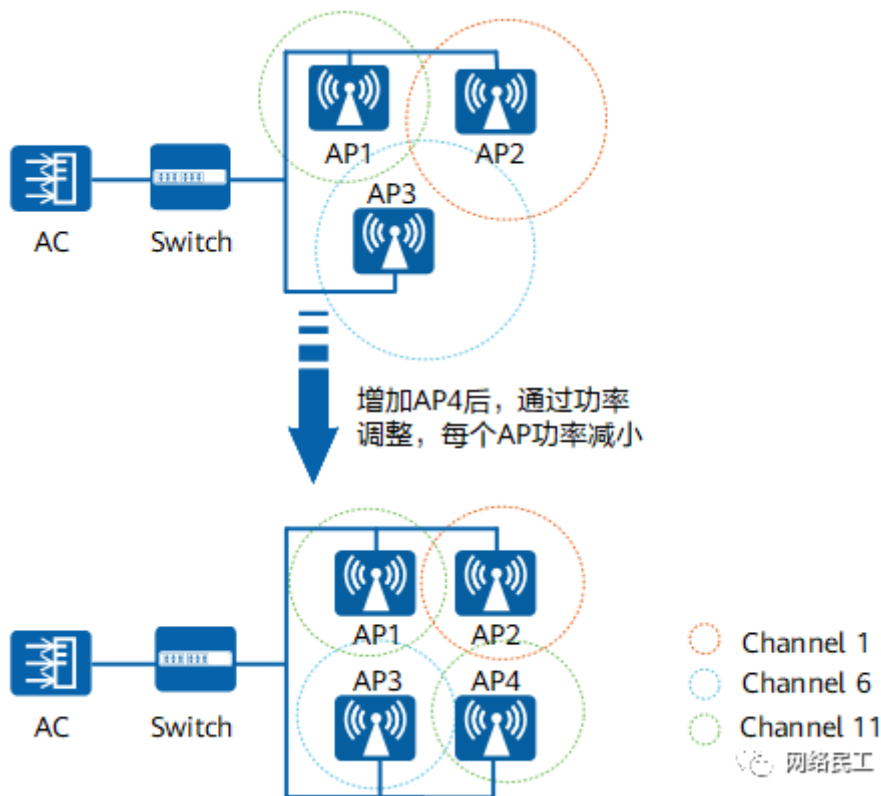 AP1
AP2
AP3
AC
Switch
增加AP4后，通过功率
调整，每个AP功率减小
AP1
AP2
AP3
AP4
AC
Switch
Channel 1
Channel 6
Channel 11
网络民工